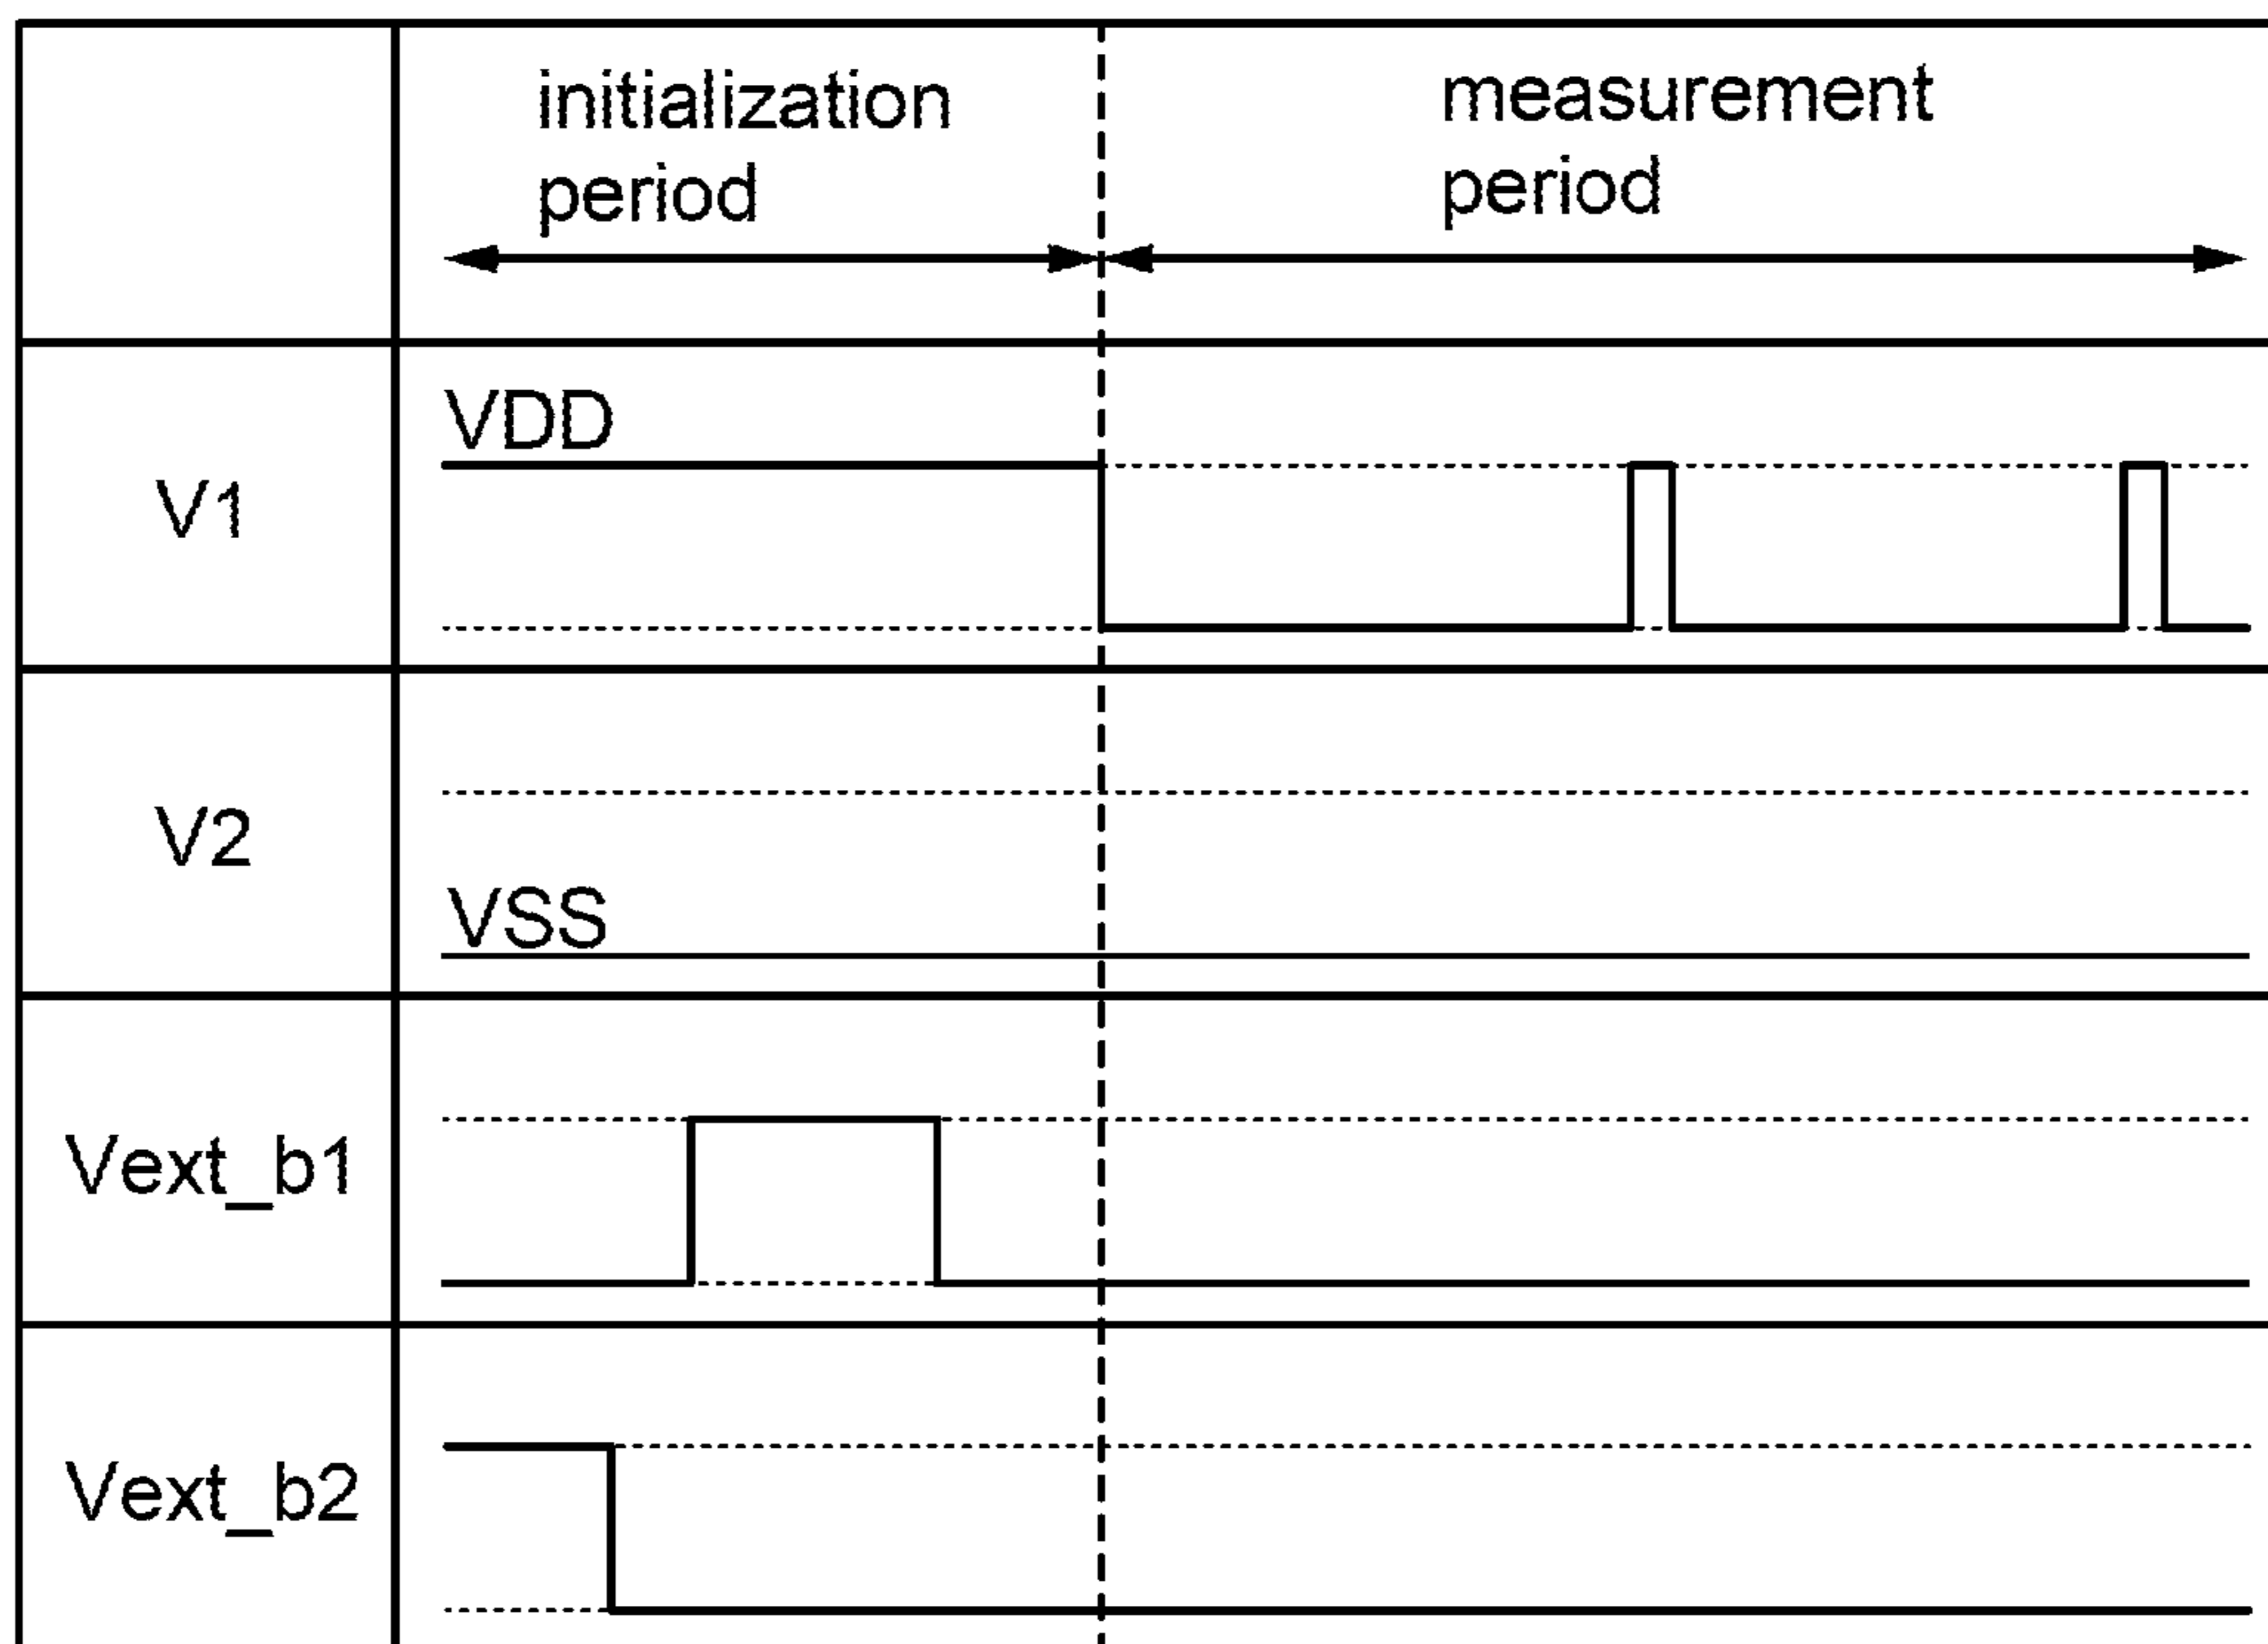 initialization
period
measurement
period
VDD
V1
V2
VSS
Vext_b1
Vext_b2